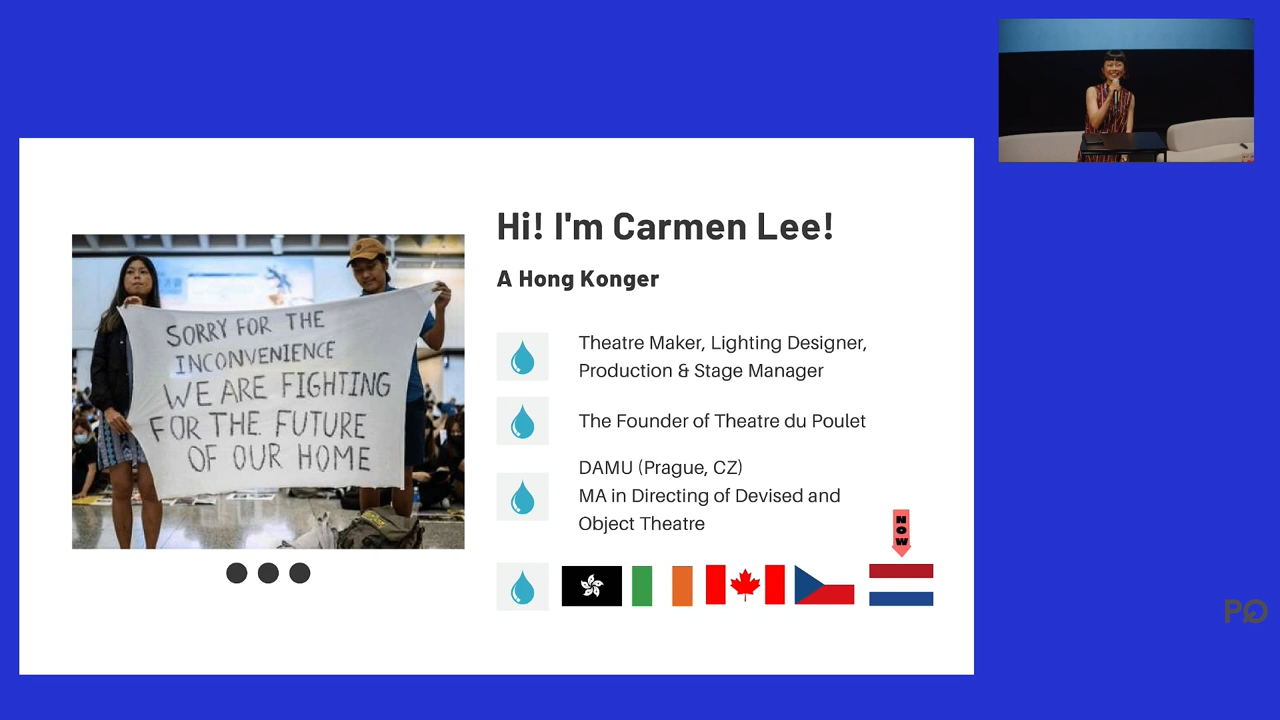 Hi! I'm Carmen Lee!
A Hong Konger
SORRY FOR THE
INCONVENIENCE
WE ARE FIGHTING
FOR THE FUTURE
OF OUR HOME
Theatre Maker, Lighting Designer,
Production & Stage Manager
The Founder of Theatre du Poulet
DAMU (Prague, CZ)
MA in Directing of Devised and
Object Theatre
NOW
PQ